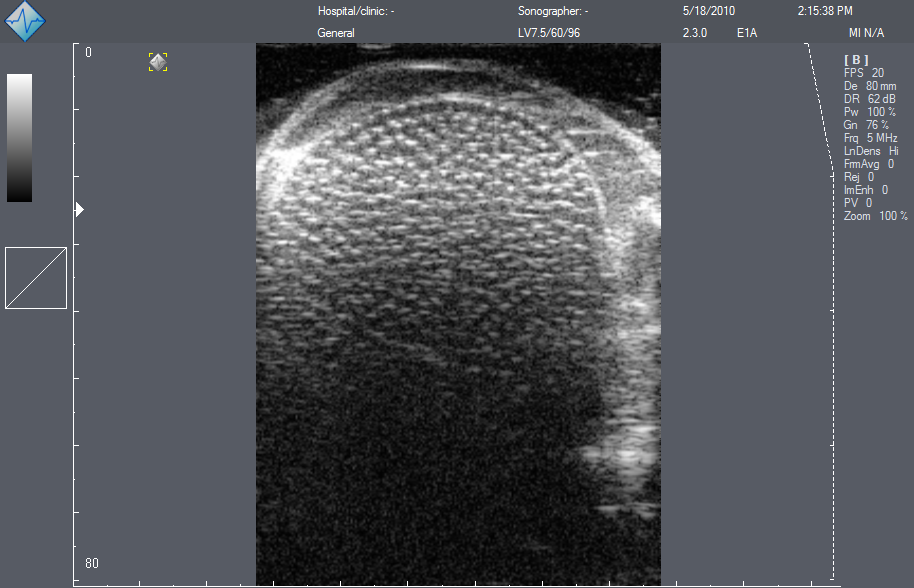 Hospital/clinic: - Sonographer: - 5/18/2010 2:15:38 PM
General LV7.5/60/96 2.3.0 E1A MI N/A
0
[ B ]
FPS 20
De 80 mm
DR 62 dB
Pw 100 %
Gn 76 %
Frq 5 MHz
LnDens Hi
FrmAvg 0
Rej 0
ImEnh 0
PV 0
Zoom 100 %
80